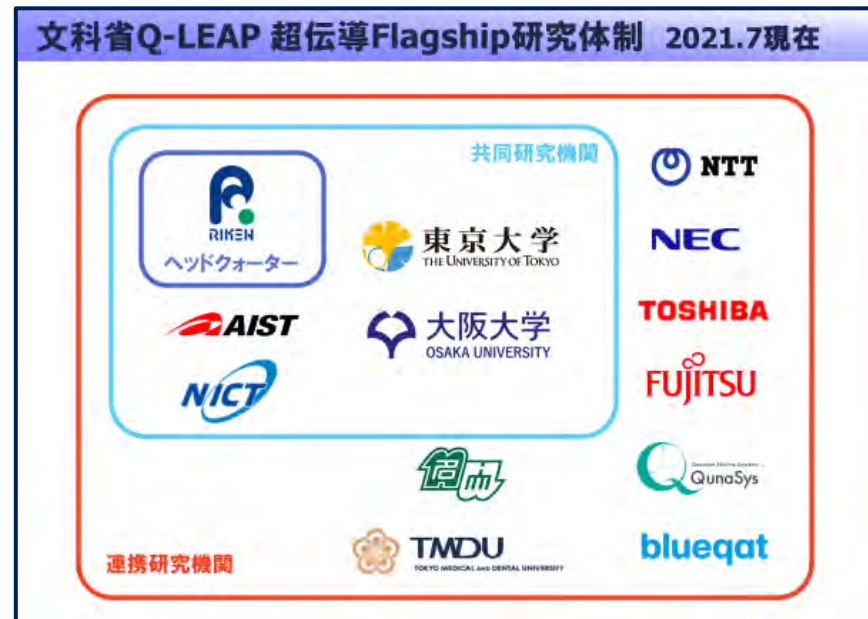 文科省Q-LEAP 超伝導Flagship研究体制 2021.7現在
共同研究機関
RIKEN
ヘッドクォーター
東京大学
THE UNIVERSITY OF TOKYO
AIST
大阪大学
OSAKA UNIVERSITY
NICT
NTT
NEC
TOSHIBA
FUJITSU
QunaSys
blueqat
TMDU
TOKYO MEDICAL AND DENTAL UNIVERSITY
連携研究機関